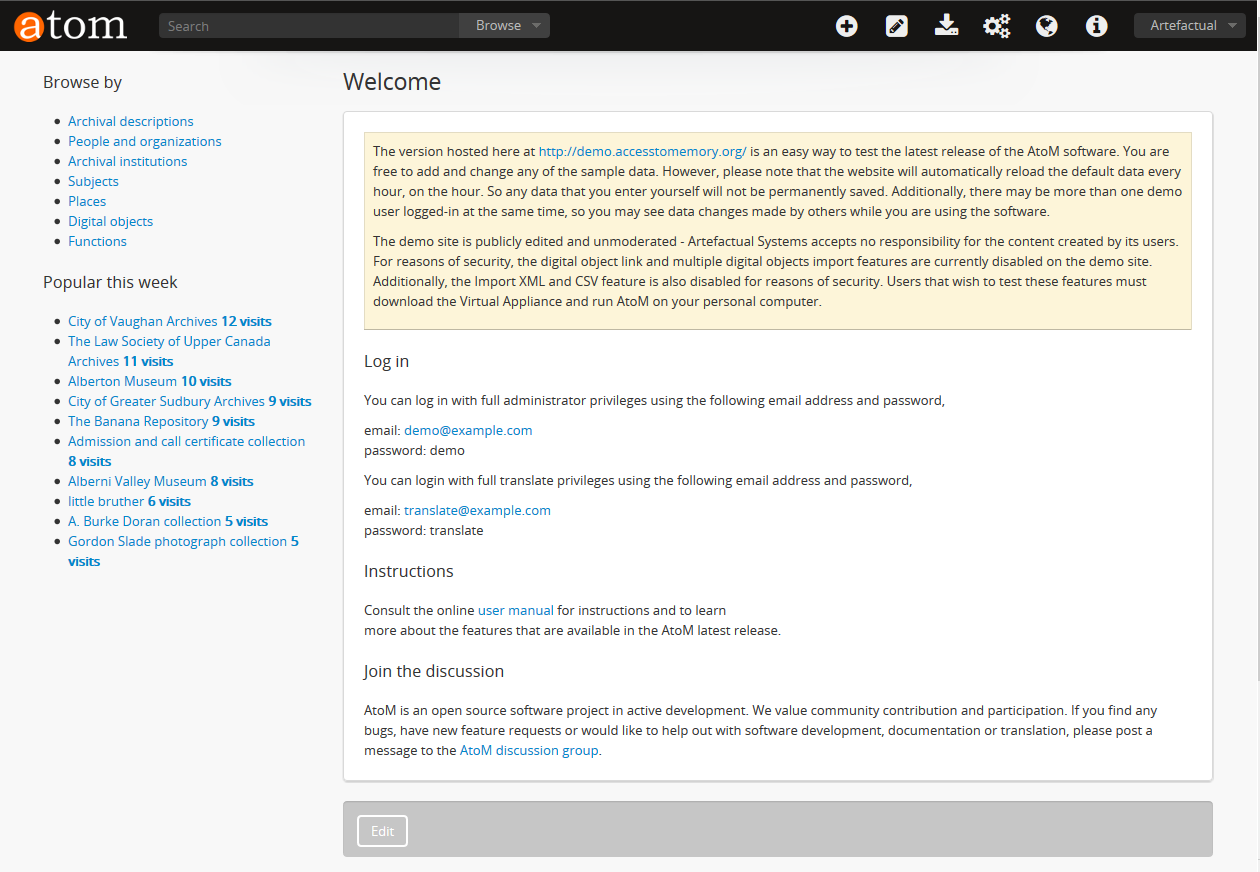 atom
Search
Browse
Artefactual
Browse by
Archival descriptions
People and organizations
Archival institutions
Subjects
Places
Digital objects
Functions
Popular this week
City of Vaughan Archives 12 visits
The Law Society of Upper Canada
Archives 11 visits
Alberton Museum 10 visits
City of Greater Sudbury Archives 9 visits
The Banana Repository 9 visits
Admission and call certificate collection
8 visits
Alberni Valley Museum 8 visits
little bruther 6 visits
A. Burke Doran collection 5 visits
Gordon Slade photograph collection 5
visits
Welcome
The version hosted here at http://demo.accesstomemory.org/ is an easy way to test the latest release of the AtoM software. You are
free to add and change any of the sample data. However, please note that the website will automatically reload the default data every
hour, on the hour. So any data that you enter yourself will not be permanently saved. Additionally, there may be more than one demo
user logged-in at the same time, so you may see data changes made by others while you are using the software.
The demo site is publicly edited and unmoderated - Artefactual Systems accepts no responsibility for the content created by its users.
For reasons of security, the digital object link and multiple digital objects import features are currently disabled on the demo site.
Additionally, the Import XML and CSV feature is also disabled for reasons of security. Users that wish to test these features must
download the Virtual Appliance and run AtoM on your personal computer.
Log in
You can log in with full administrator privileges using the following email address and password,
email: demo@example.com
password: demo
You can login with full translate privileges using the following email address and password,
email: translate@example.com
password: translate
Instructions
Consult the online user manual for instructions and to learn
more about the features that are available in the AtoM latest release.
Join the discussion
AtoM is an open source software project in active development. We value community contribution and participation. If you find any
bugs, have new feature requests or would like to help out with software development, documentation or translation, please post a
message to the AtoM discussion group.
Edit